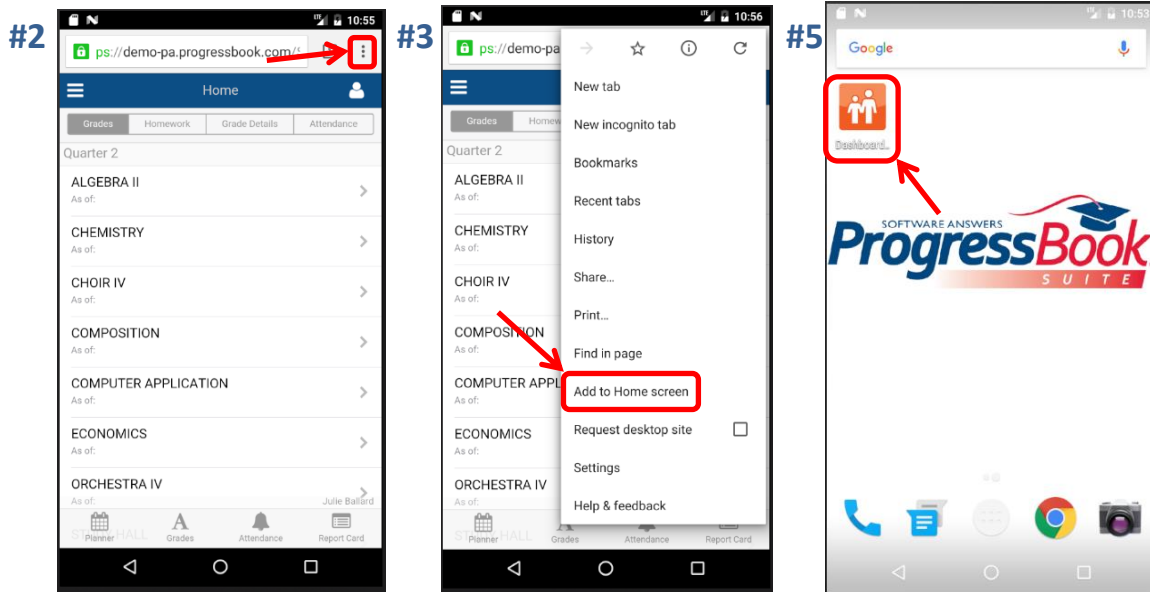 #2
LTE 10:55
ps://demo-pa.progressbook.com/
Home
Grades Homework Grade Details Attendance
Quarter 2
ALGEBRA II
As of:
CHEMISTRY
As of:
CHOIR IV
As of:
COMPOSITION
As of:
COMPUTER APPLICATION
As of:
ECONOMICS
As of:
ORCHESTRA IV
As of:
Julie Ballard
HALL
Planner Grades Attendance Report Card
#3
LTE 10:56
ps://demo-pa
Grades Homew
Quarter 2
ALGEBRA II
As of:
CHEMISTRY
As of:
CHOIR IV
As of:
COMPOSITION
As of:
COMPUTER APPL
As of:
ECONOMICS
As of:
ORCHESTRA IV
As of:
HALL
Planner Grades Attendance Report Card
New tab
New incognito tab
Bookmarks
Recent tabs
History
Share...
Print...
Find in page
Add to Home screen
Request desktop site
Settings
Help & feedback
#5
LTE 10:53
Google
Dashboard..
SOFTWARE ANSWERS
ProgressBook
SUITE